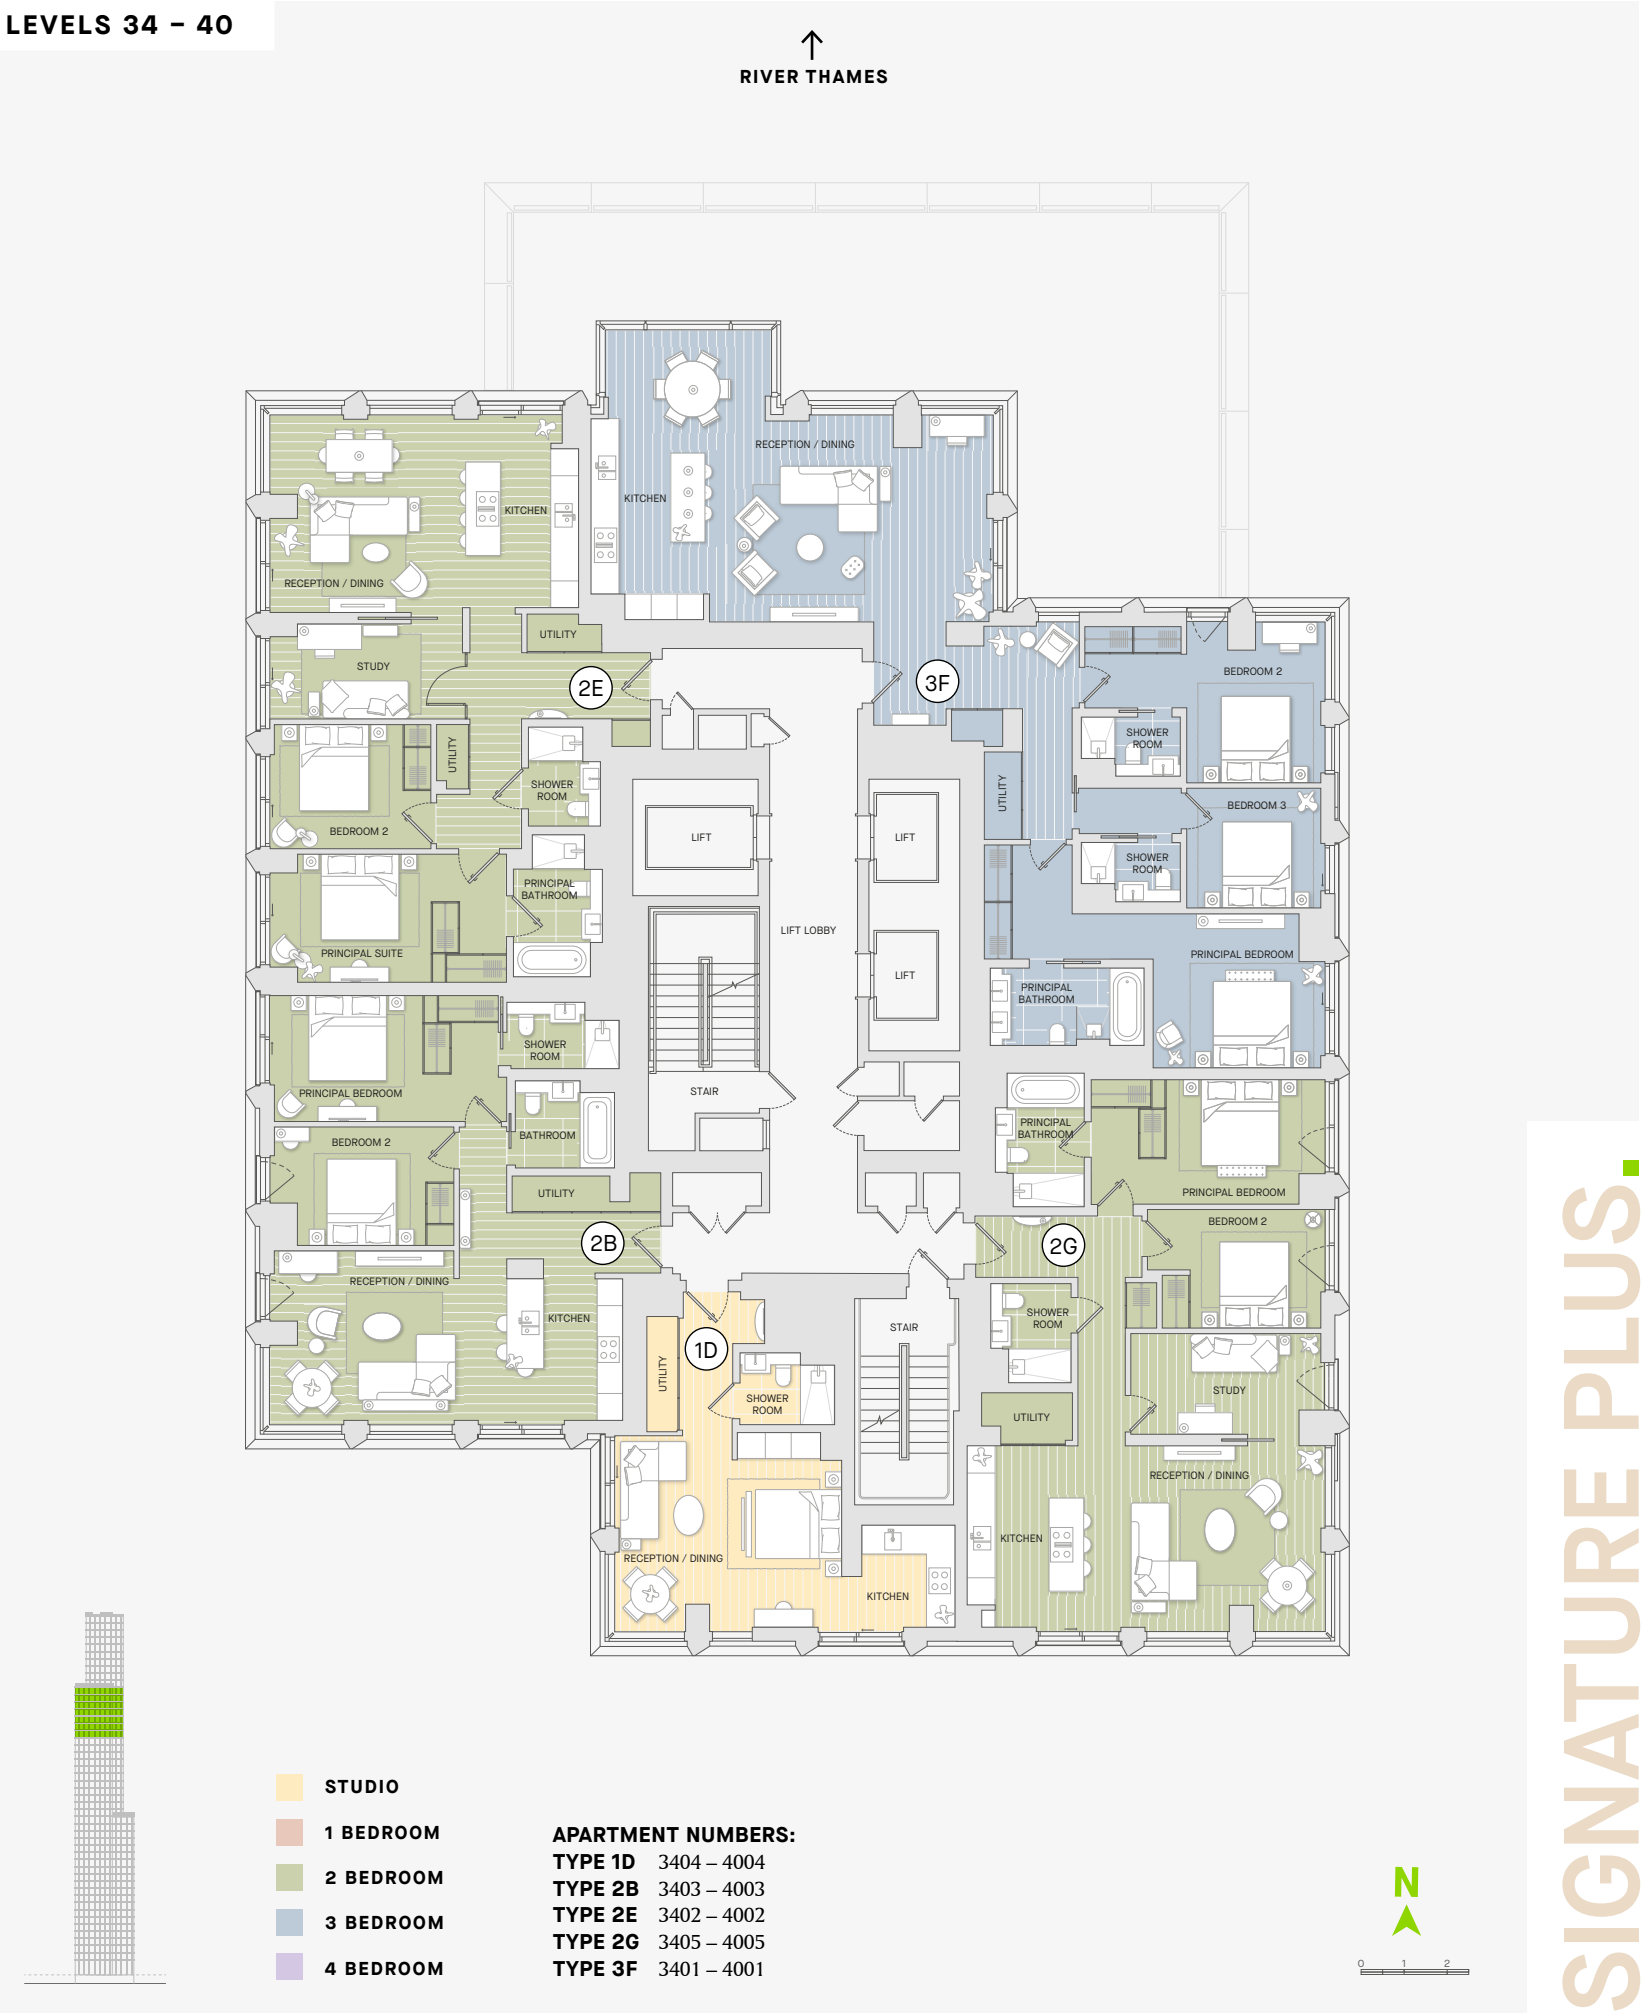 LEVELS 34 – 40
RIVER THAMES
RECEPTION / DINING
KITCHEN
KITCHEN
RECEPTION / DINING
UTILITY
STUDY
2E
3F
BEDROOM 2
UTILITY
SHOWER
ROOM
SHOWER
ROOM
UTILITY
BEDROOM 3
BEDROOM 2
LIFT
LIFT
SHOWER
ROOM
PRINCIPAL
BATHROOM
LIFT LOBBY
PRINCIPAL SUITE
PRINCIPAL BEDROOM
LIFT
PRINCIPAL
BATHROOM
SHOWER
ROOM
PRINCIPAL BEDROOM
STAIR
BEDROOM 2
BATHROOM
PRINCIPAL
BATHROOM
UTILITY
PRINCIPAL BEDROOM
BEDROOM 2
2B
2G
RECEPTION / DINING
KITCHEN
SHOWER
ROOM
STAIR
1D
UTILITY
SHOWER
ROOM
STUDY
UTILITY
RECEPTION / DINING
KITCHEN
RECEPTION / DINING
KITCHEN
SIGNATURE PLUS
STUDIO
1 BEDROOM
2 BEDROOM
3 BEDROOM
4 BEDROOM
APARTMENT NUMBERS:
TYPE 1D 3404 – 4004
TYPE 2B 3403 – 4003
TYPE 2E 3402 – 4002
TYPE 2G 3405 – 4005
TYPE 3F 3401 – 4001
N
0 1 2